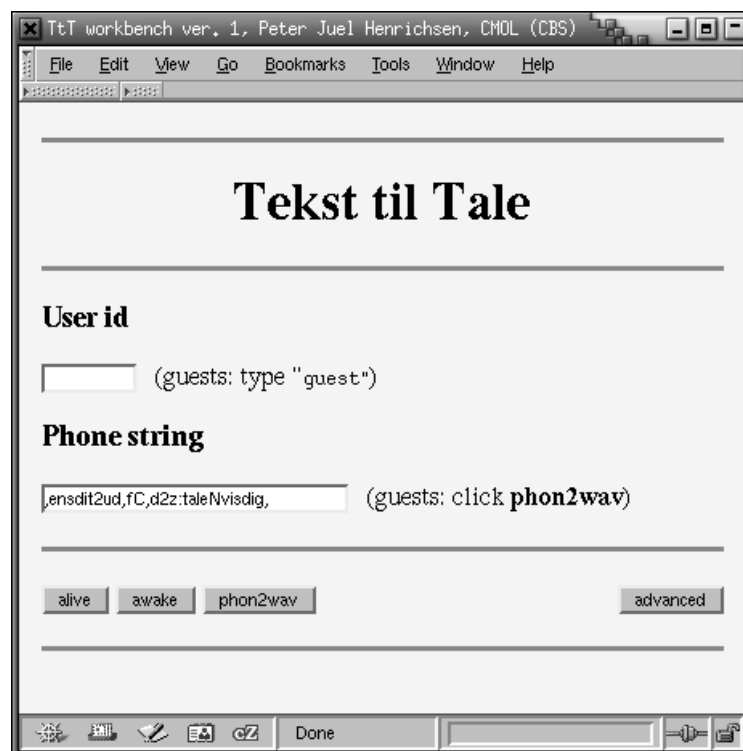 TtT workbench ver. 1, Peter Juel Henrichsen, CMOL (CBS)
File Edit View Go Bookmarks Tools Window Help
Tekst til Tale
User id
(guests: type "guest")
Phone string
,ensdit2ud,fC,d2z:taleNvisdig, (guests: click phon2wav)
alive awake phon2wav advanced
cZ Done